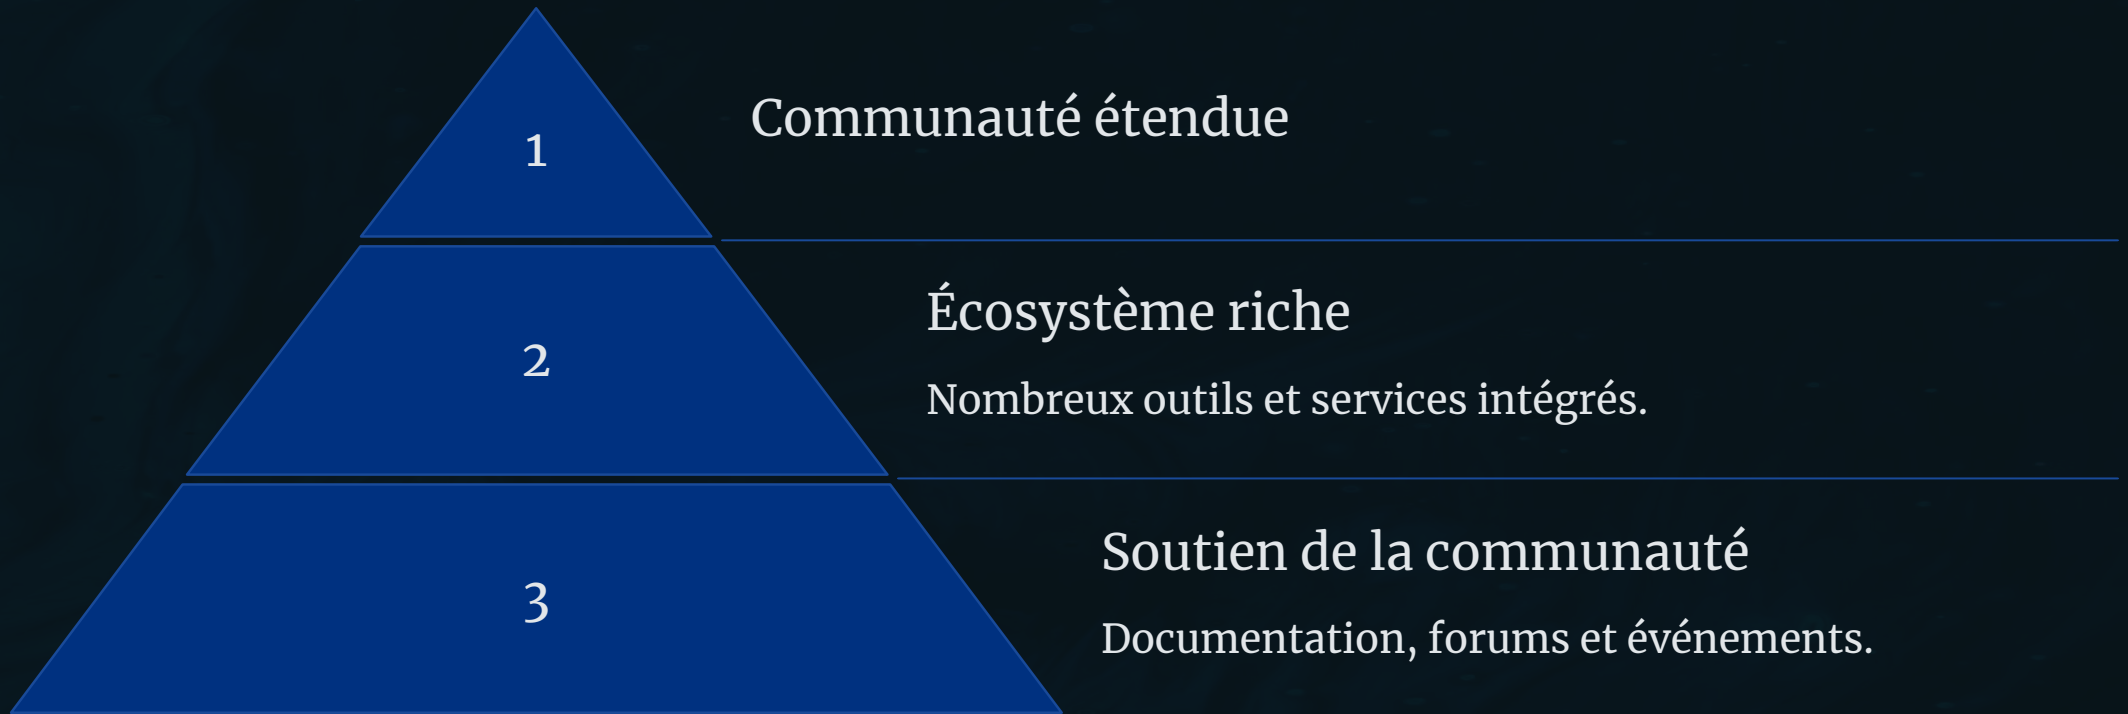 1
Communauté étendue
2
Écosystème riche
Nombreux outils et services intégrés.
3
Soutien de la communauté
Documentation, forums et événements.